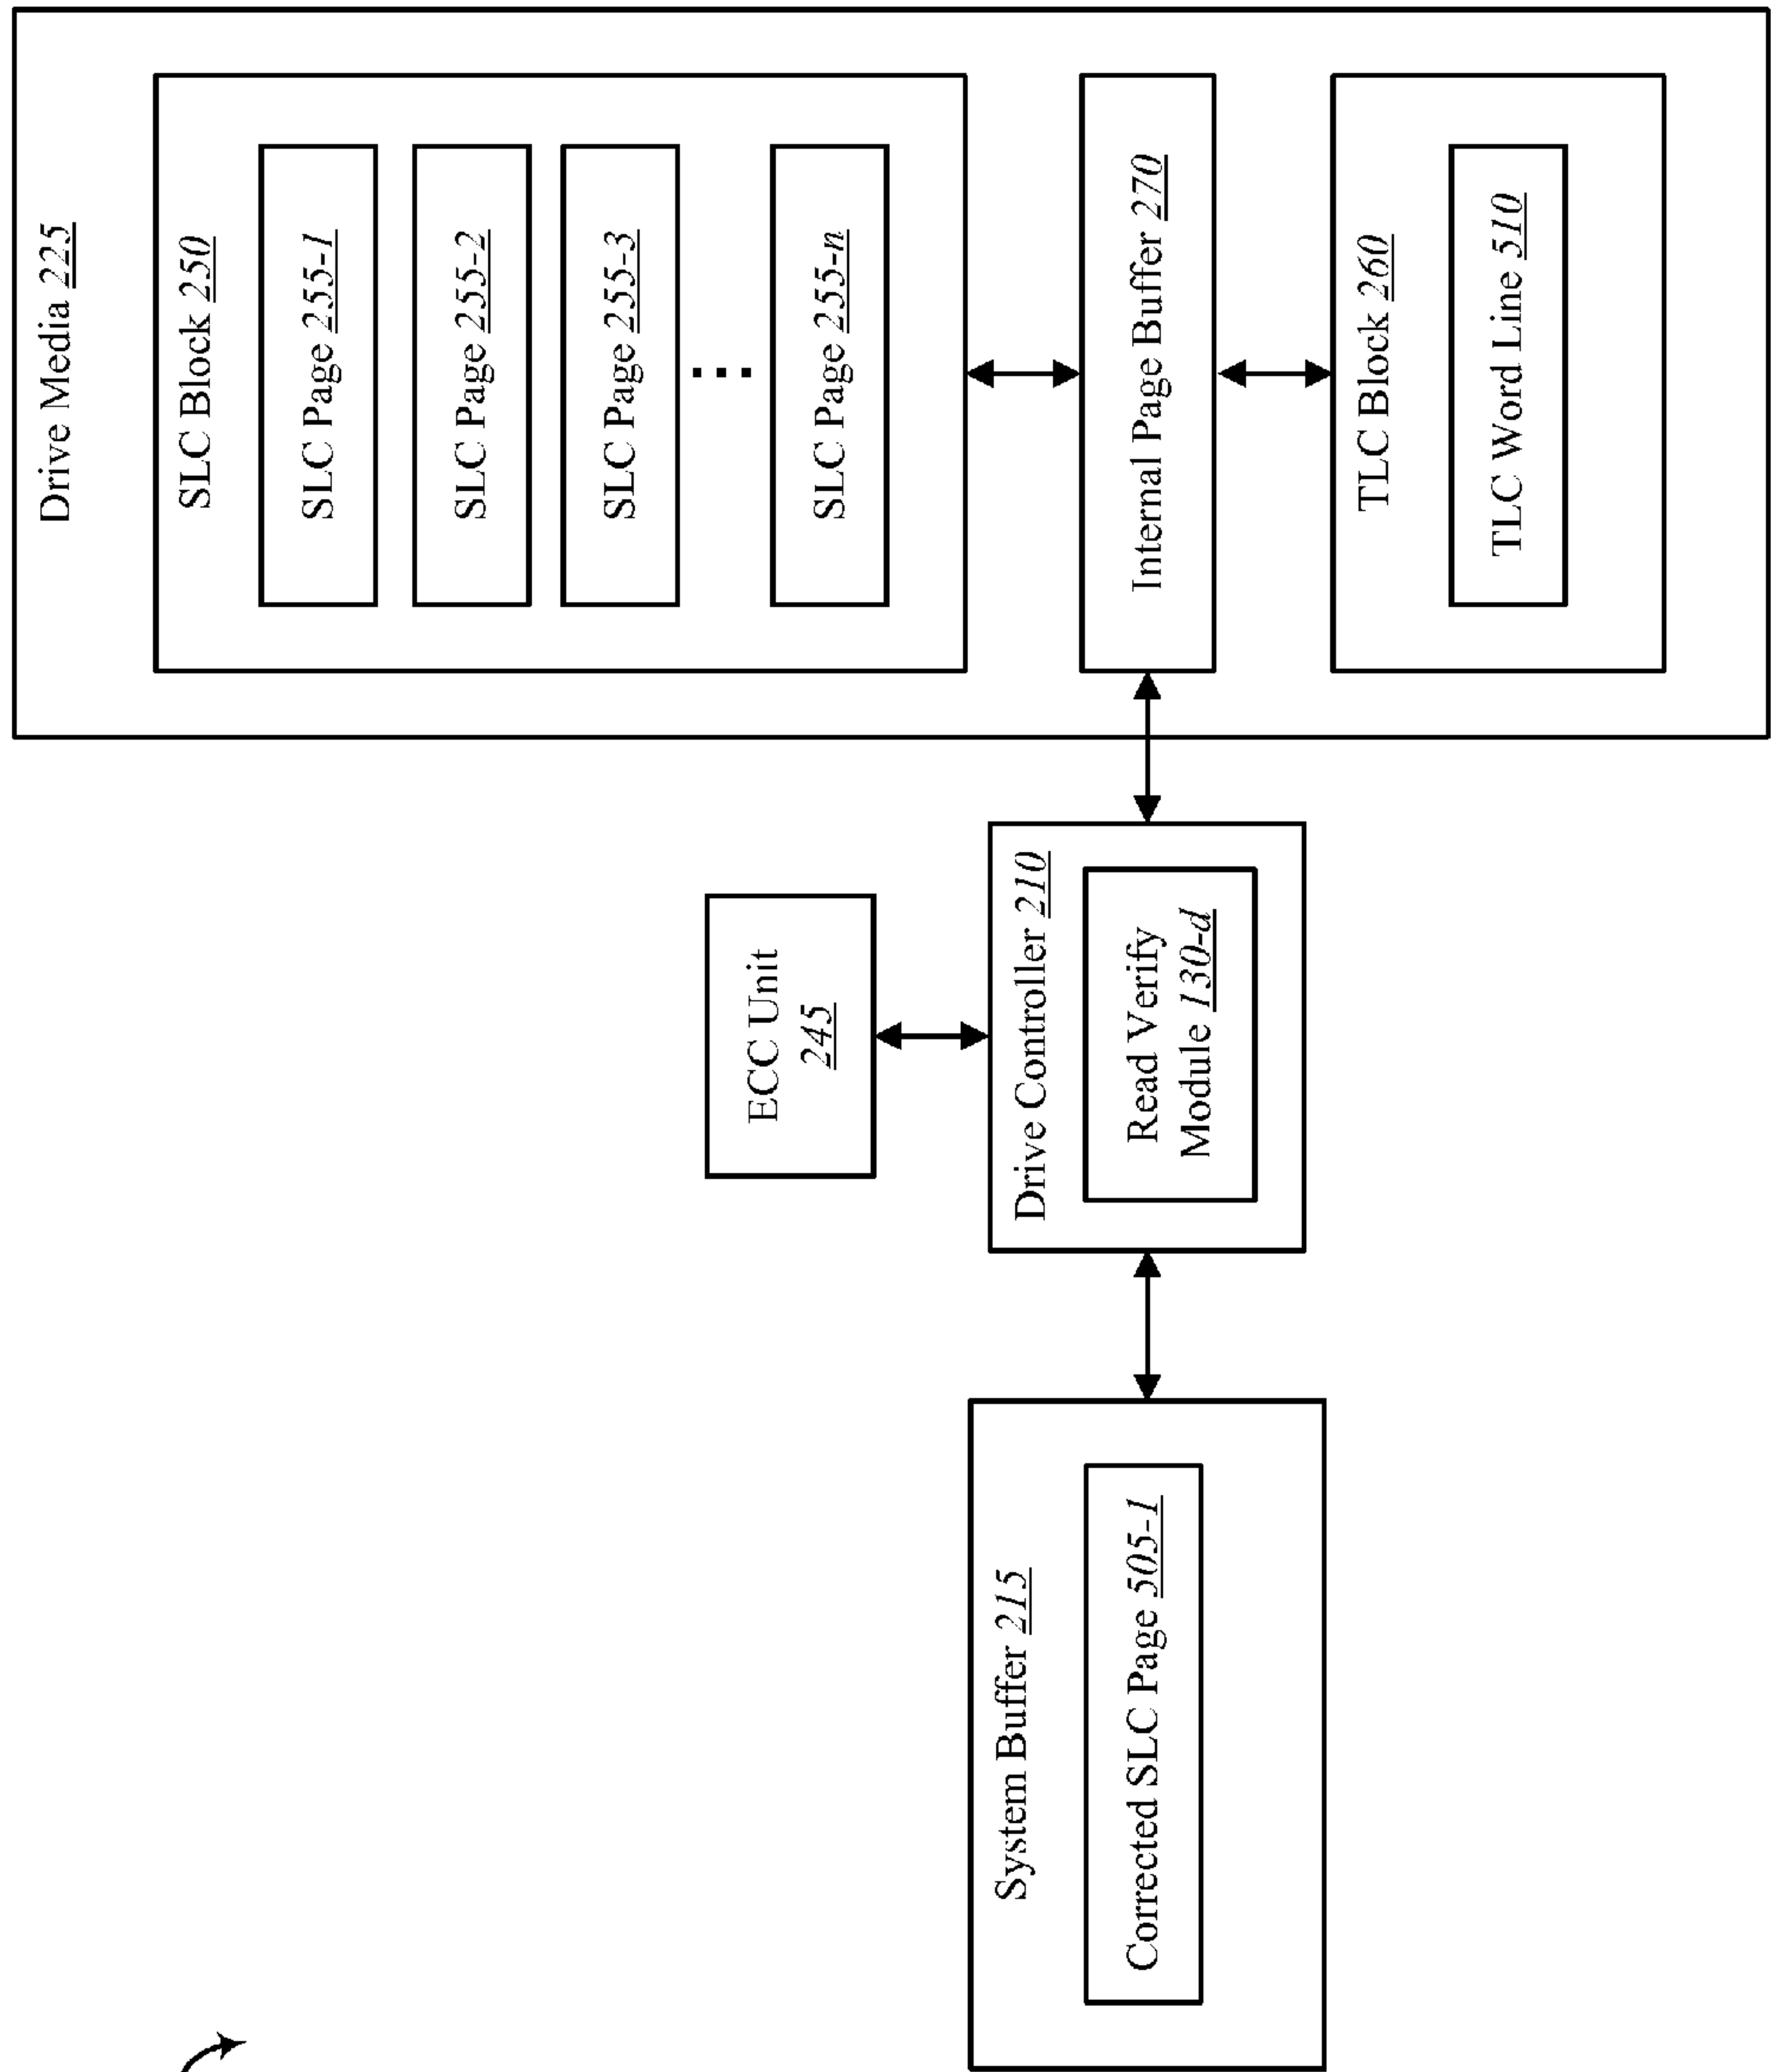 Drive Media 225
SLC Block 250
SLC Page 255-1
SLC Page 255-2
SLC Page 255-3
SLC Page 255-n
Internal Page Buffer 270
TLC Block 260
TLC Word Line 510
ECC Unit
245
Drive Controller 210
Read Verify
Module 130-d
System Buffer 215
Corrected SLC Page 505-1